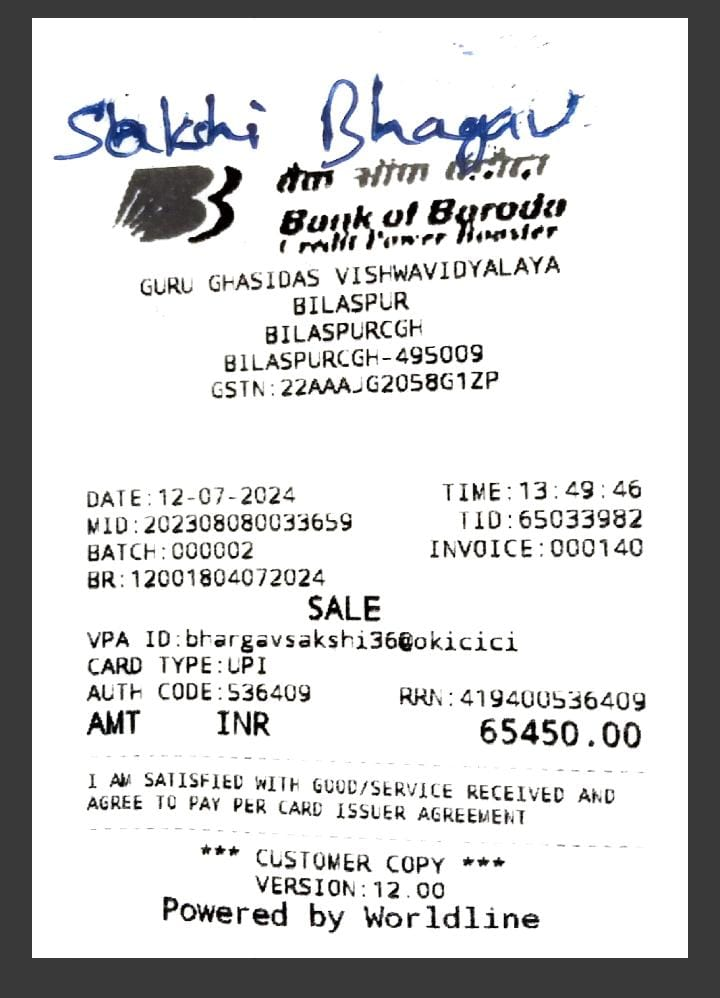 Sakshi Bhagav
Bank of Baroda
Credit Power Booster
GURU GHASIDAS VISHWAVIDYALAYA
BILASPUR
BILASPURCGH
BILASPURCGH-495009
GSTN:22AAAJG2058G1ZP
DATE:12-07-2024 TIME:13:49:46
MID:202308080033659 TID:65033982
BATCH:000002 INVOICE:000140
BR:12001804072024
SALE
VPA ID:bhargavsakshi36@okicici
CARD TYPE:UPI
AUTH CODE:536409 RRN:419400536409
AMT INR 65450.00
I AM SATISFIED WITH GOOD/SERVICE RECEIVED AND
AGREE TO PAY PER CARD ISSUER AGREEMENT
*** CUSTOMER COPY ***
VERSION:12.00
Powered by Worldline